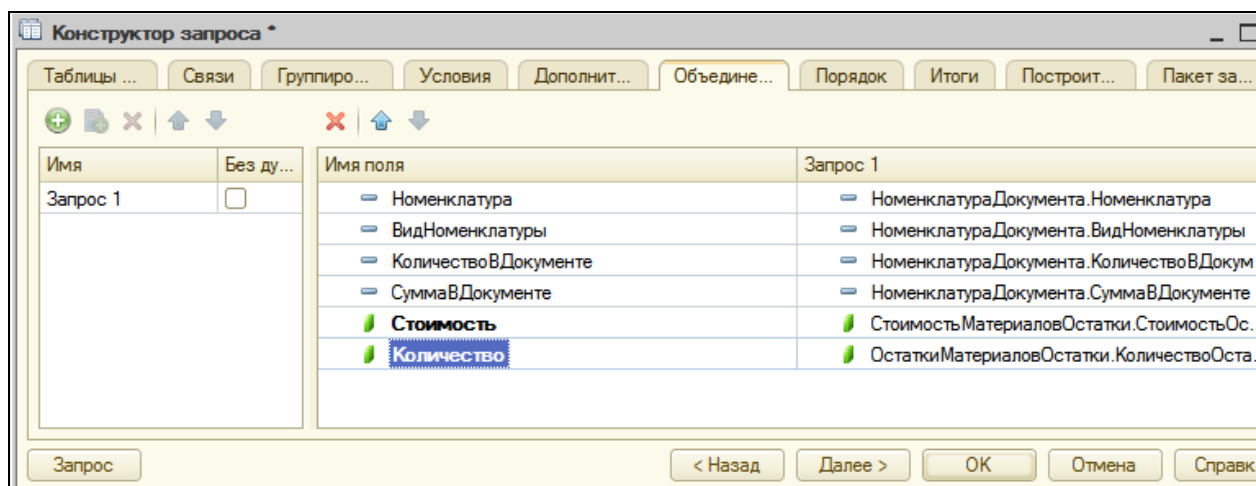 Конструктор запроса *
Таблицы ... Связи Группиро... Условия Дополнит... Объедине... Порядок Итоги Построит... Пакет за...
Имя Без ду... Имя поля Запрос 1
Запрос 1 Номенклатура НоменклатураДокумента.Номенклатура
ВидНоменклатуры НоменклатураДокумента.ВидНоменклатуры
КоличествоВДокументе НоменклатураДокумента.КоличествоВДокум
СуммаВДокументе НоменклатураДокумента.СуммаВДокументе
Стоимость СтоимостьМатериаловОстатки.СтоимостьОс...
Количество ОстаткиМатериаловОстатки.КоличествоОста...
Запрос < Назад Далее > ОК Отмена Справк